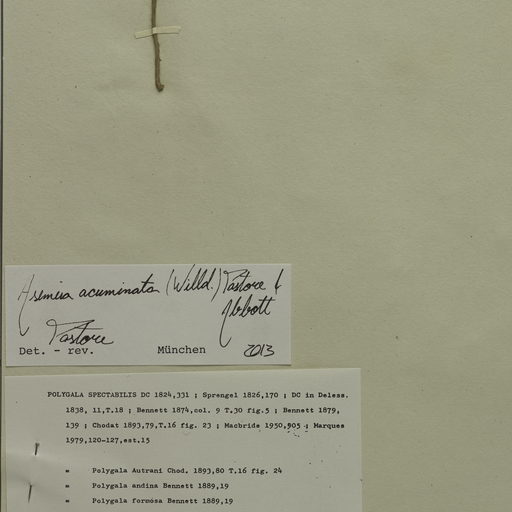 Asemeia acuminata (Willd.) Pastore &
Abbott
Pastore
Det. - rev. München 2013
POLYGALA SPECTABILIS DC 1824,331 ; Sprengel 1826,170 ; DC in Deless.
1838, 11,T.18 ; Bennett 1874,col. 9 T.30 fig.5 ; Bennett 1879,
139 ; Chodat 1893,79,T.16 fig. 23 ; Macbride 1950,905 ; Marques
1979,120-127,est.15
= Polygala Autrani Chod. 1893,80 T.16 fig. 24
= Polygala andina Bennett 1889,19
= Polygala formosa Bennett 1889,19